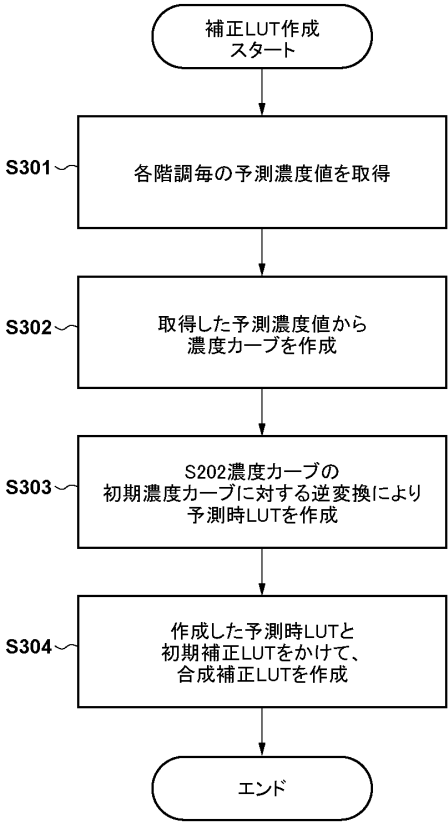 補正LUT作成
スタート
S301
各階調毎の予測濃度値を取得
S302
取得した予測濃度値から
濃度カーブを作成
S303
S202濃度カーブの
初期濃度カーブに対する逆変換により
予測時LUTを作成
S304
作成した予測時LUTと
初期補正LUTをかけて、
合成補正LUTを作成
エンド